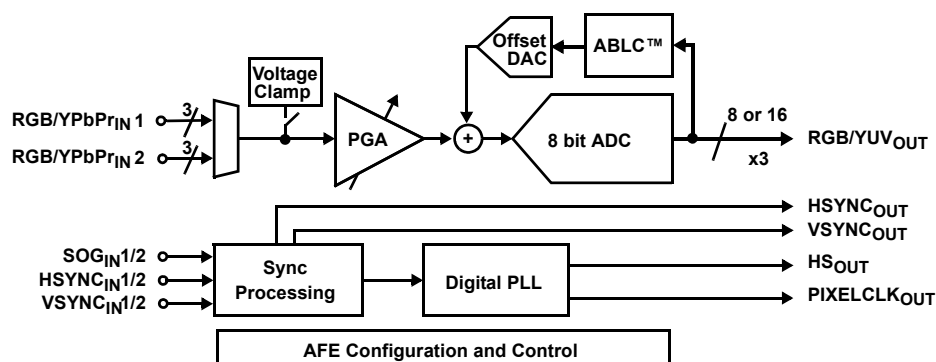 Offset
DAC
ABLC™
Voltage
Clamp
RGB/YPbPrIN 1
3
PGA
+
8 bit ADC
8 or 16
RGB/YUVOUT
RGB/YPbPrIN 2
3
x3
HSYNCOUT
VSYNCOUT
SOGIN1/2
HSYNCIN1/2
VSYNCIN1/2
Sync
Processing
Digital PLL
HSOUT
PIXELCLKOUT
AFE Configuration and Control